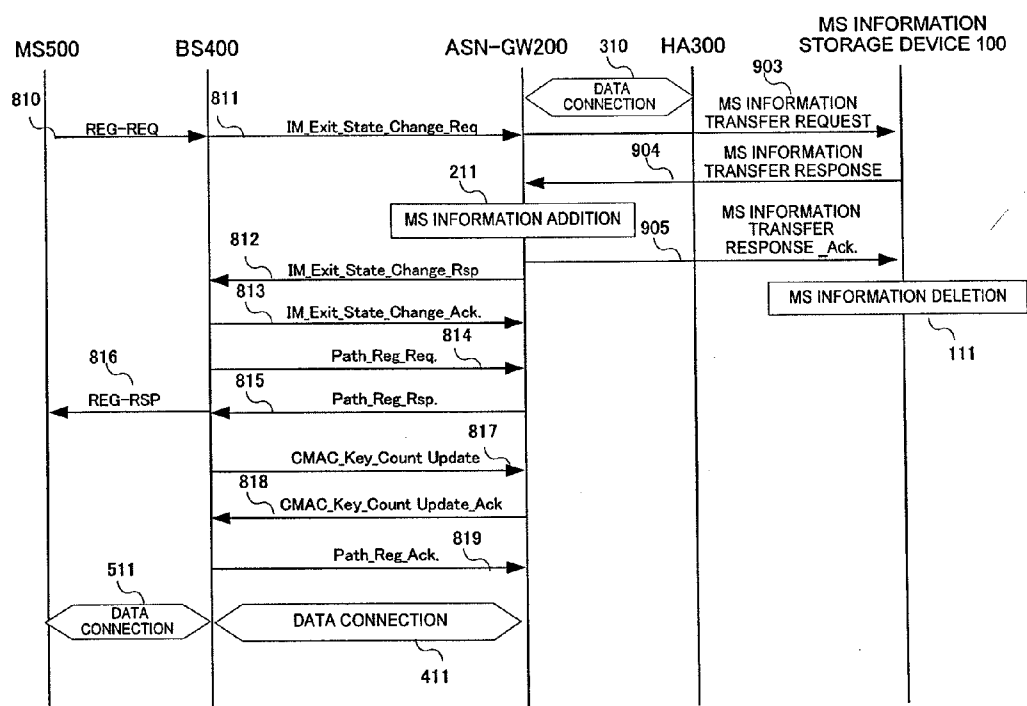 MS INFORMATION
STORAGE DEVICE 100
MS500
BS400
ASN-GW200
HA300
310
903
810
811
DATA
CONNECTION
MS INFORMATION
TRANSFER REQUEST
REG-REQ
IM_Exit_State_Change_Req
904
MS INFORMATION
TRANSFER RESPONSE
211
MS INFORMATION ADDITION
905
MS INFORMATION
TRANSFER
RESPONSE _Ack.
812
IM_Exit_State_Change_Rsp
813
MS INFORMATION DELETION
IM_Exit_State_Change_Ack.
814
111
816
Path_Reg_Req.
815
REG-RSP
Path_Reg_Rsp.
817
CMAC_Key_Count Update
818
CMAC_Key_Count Update_Ack
819
Path_Reg_Ack.
511
DATA
CONNECTION
DATA CONNECTION
411